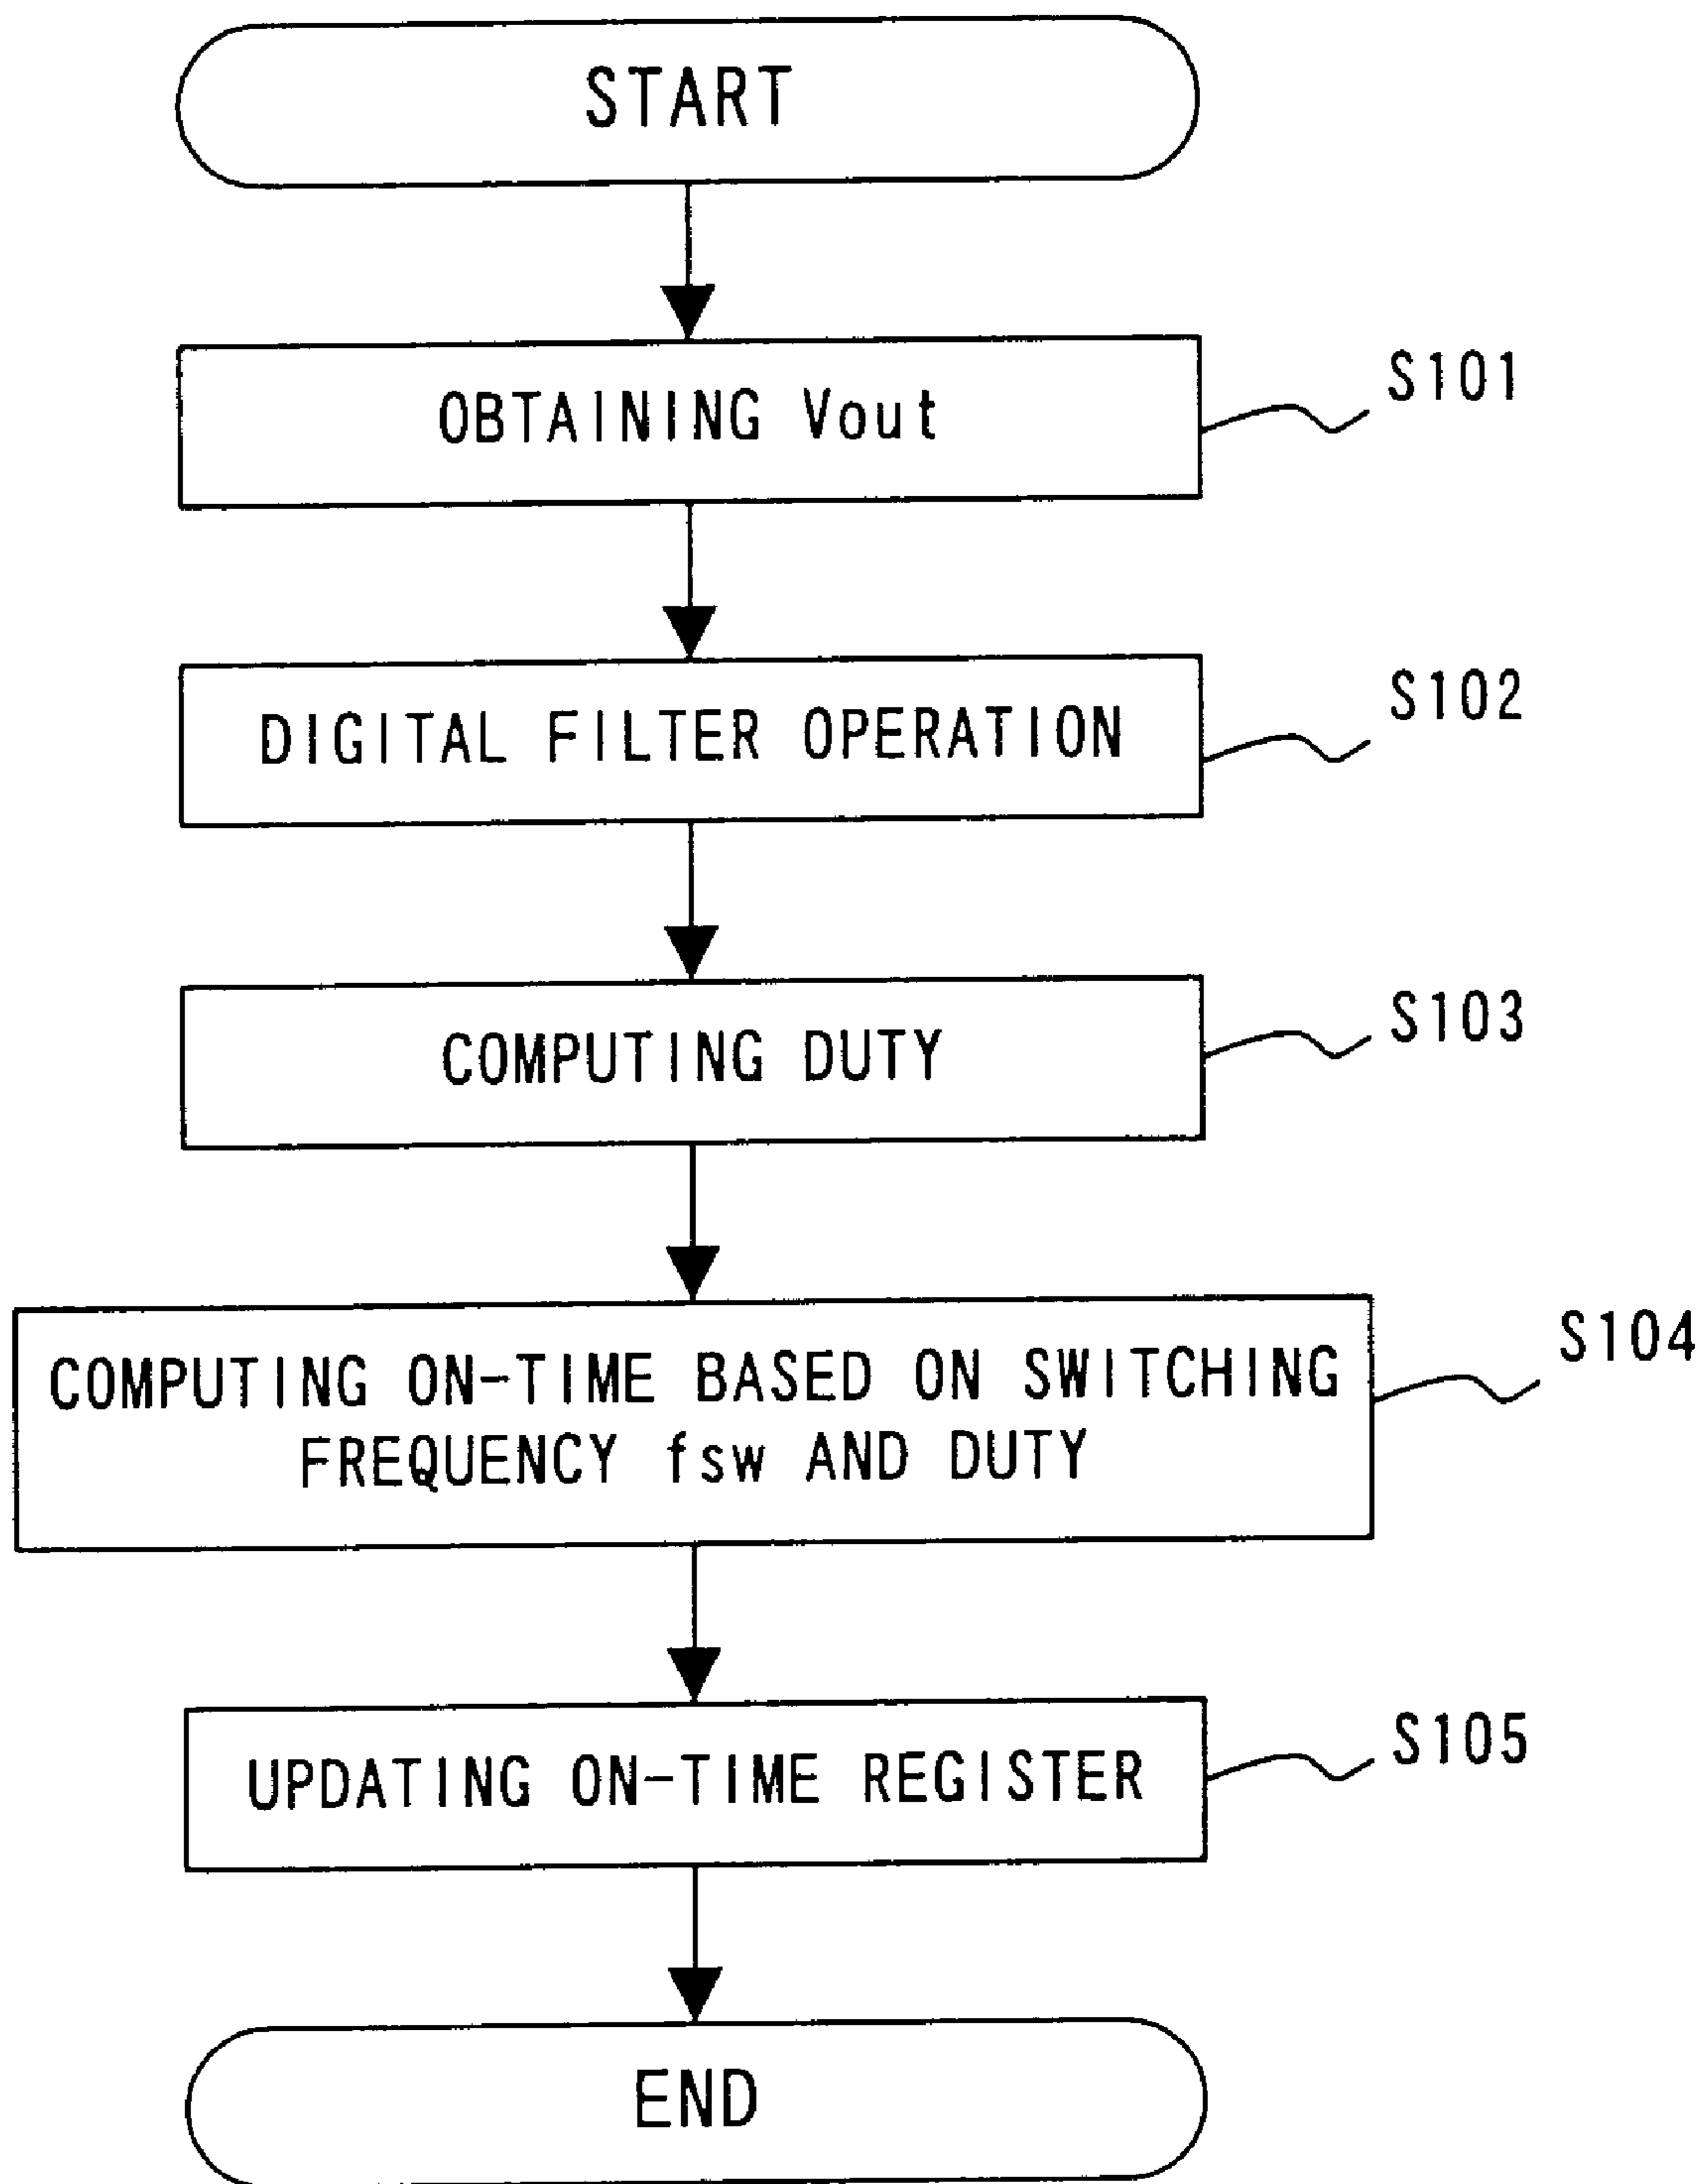 START
OBTAINING Vout
S101
DIGITAL FILTER OPERATION
S102
COMPUTING DUTY
S103
COMPUTING ON-TIME BASED ON SWITCHING
FREQUENCY fsw AND DUTY
S104
UPDATING ON-TIME REGISTER
S105
END